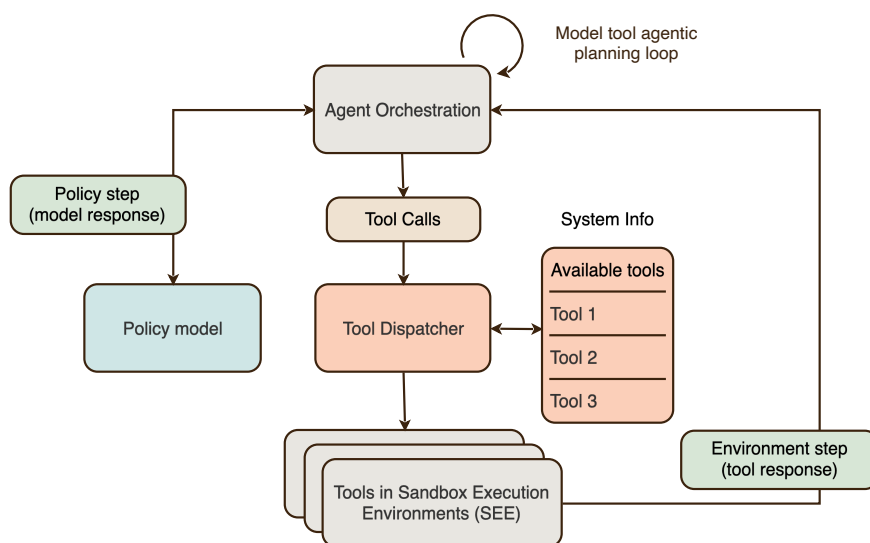 Model tool agentic
planning loop
Agent Orchestration
Policy step
(model response)
Tool Calls
System Info
Available tools
Policy model
Tool Dispatcher
Tool 1
Tool 2
Tool 3
Environment step
(tool response)
Tools in Sandbox Execution
Environments (SEE)